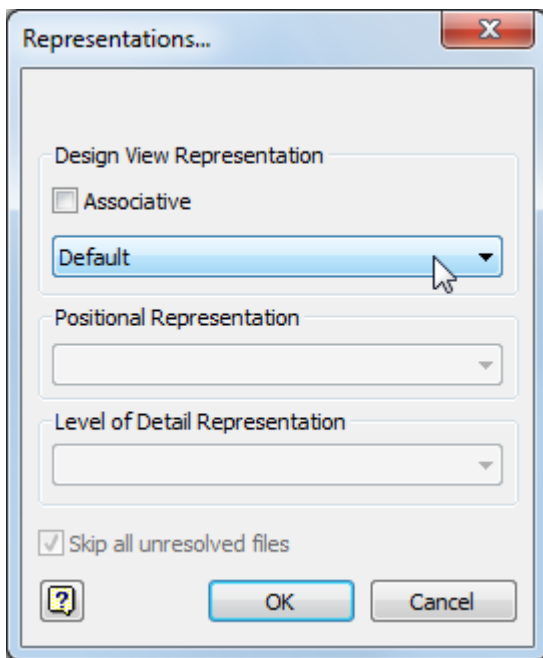 Representations...
Design View Representation
Associative
Default
Positional Representation
Level of Detail Representation
Skip all unresolved files
OK
Cancel